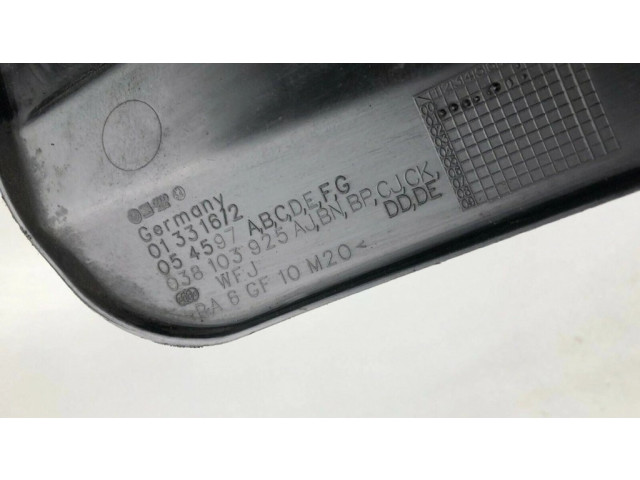 Germany
01 3316/2
05 4597 A,B,C,D,E,F,G
038 103 925 AJ,BN,BP,CJ,CK,
DD,DE
WFJ
PA 6 GF 10 M20<